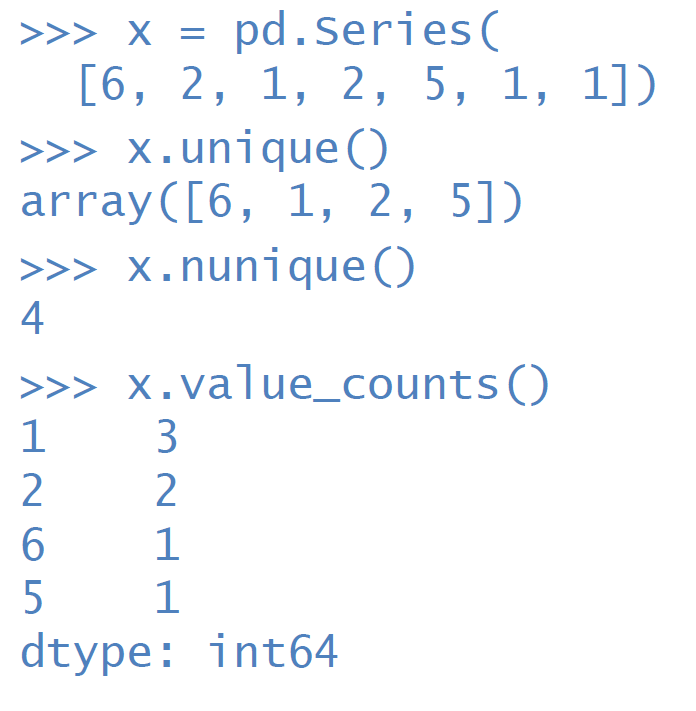 >>> x = pd.Series(
  [6, 2, 1, 2, 5, 1, 1])
>>> x.unique()
array([6, 1, 2, 5])
>>> x.nunique()
4
>>> x.value_counts()
1    3
2    2
6    1
5    1
dtype: int64